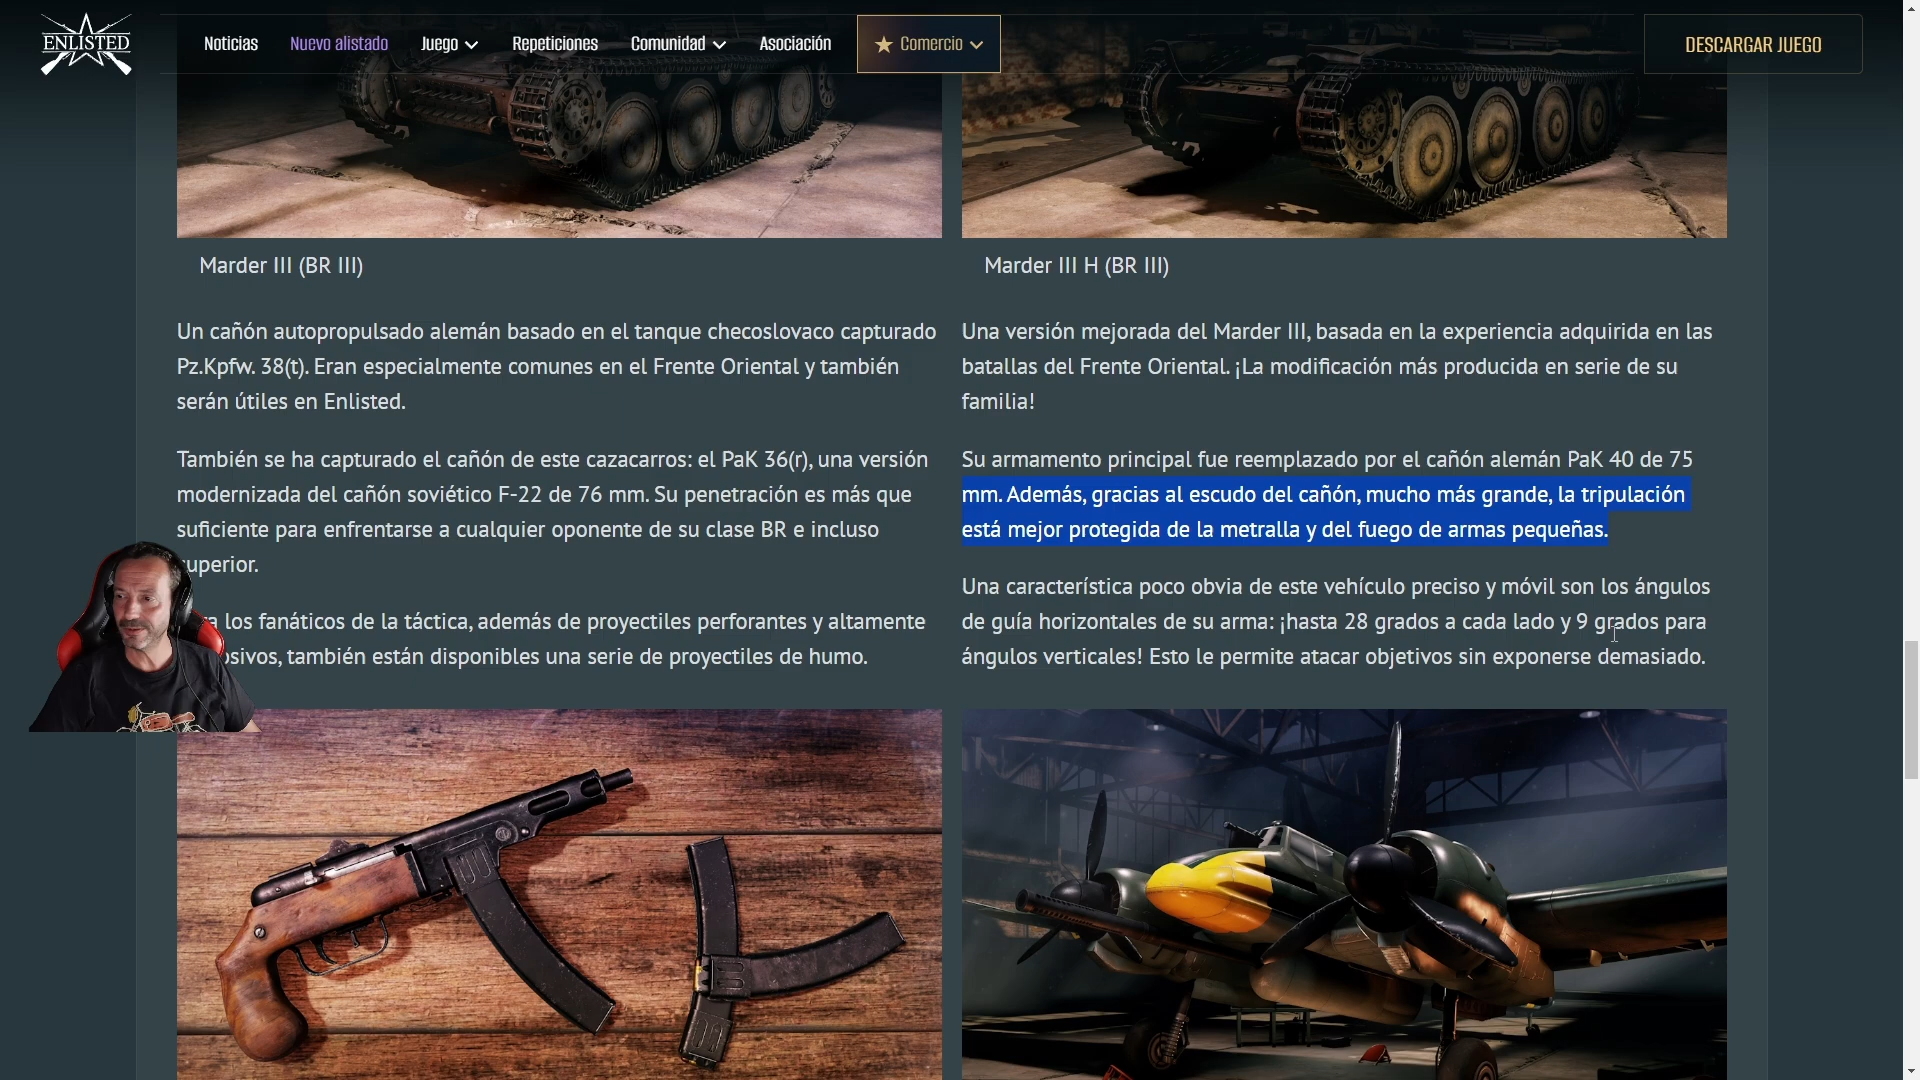 ENLISTED
Noticias
Nuevo alistado
Juego
Repeticiones
Comunidad
Asociación
Comercio
DESCARGAR JUEGO
Marder III (BR III)
Un cañón autopropulsado alemán basado en el tanque checoslovaco capturado
Pz.Kpfw. 38(t). Eran especialmente comunes en el Frente Oriental y también
serán útiles en Enlisted.
También se ha capturado el cañón de este cazacarros: el PaK 36(r), una versión
modernizada del cañón soviético F-22 de 76 mm. Su penetración es más que
suficiente para enfrentarse a cualquier oponente de su clase BR e incluso
superior.
los fanáticos de la táctica, además de proyectiles perforantes y altamente
también están disponibles una serie de proyectiles de humo.
Marder III H (BR III)
Una versión mejorada del Marder III, basada en la experiencia adquirida en las
batallas del Frente Oriental. ¡La modificación más producida en serie de su
familia!
Su armamento principal fue reemplazado por el cañón alemán PaK 40 de 75
mm. Además, gracias al escudo del cañón, mucho más grande, la tripulación
está mejor protegida de la metralla y del fuego de armas pequeñas.
Una característica poco obvia de este vehículo preciso y móvil son los ángulos
de guía horizontales de su arma: ¡hasta 28 grados a cada lado y 9 grados para
ángulos verticales! Esto le permite atacar objetivos sin exponerse demasiado.